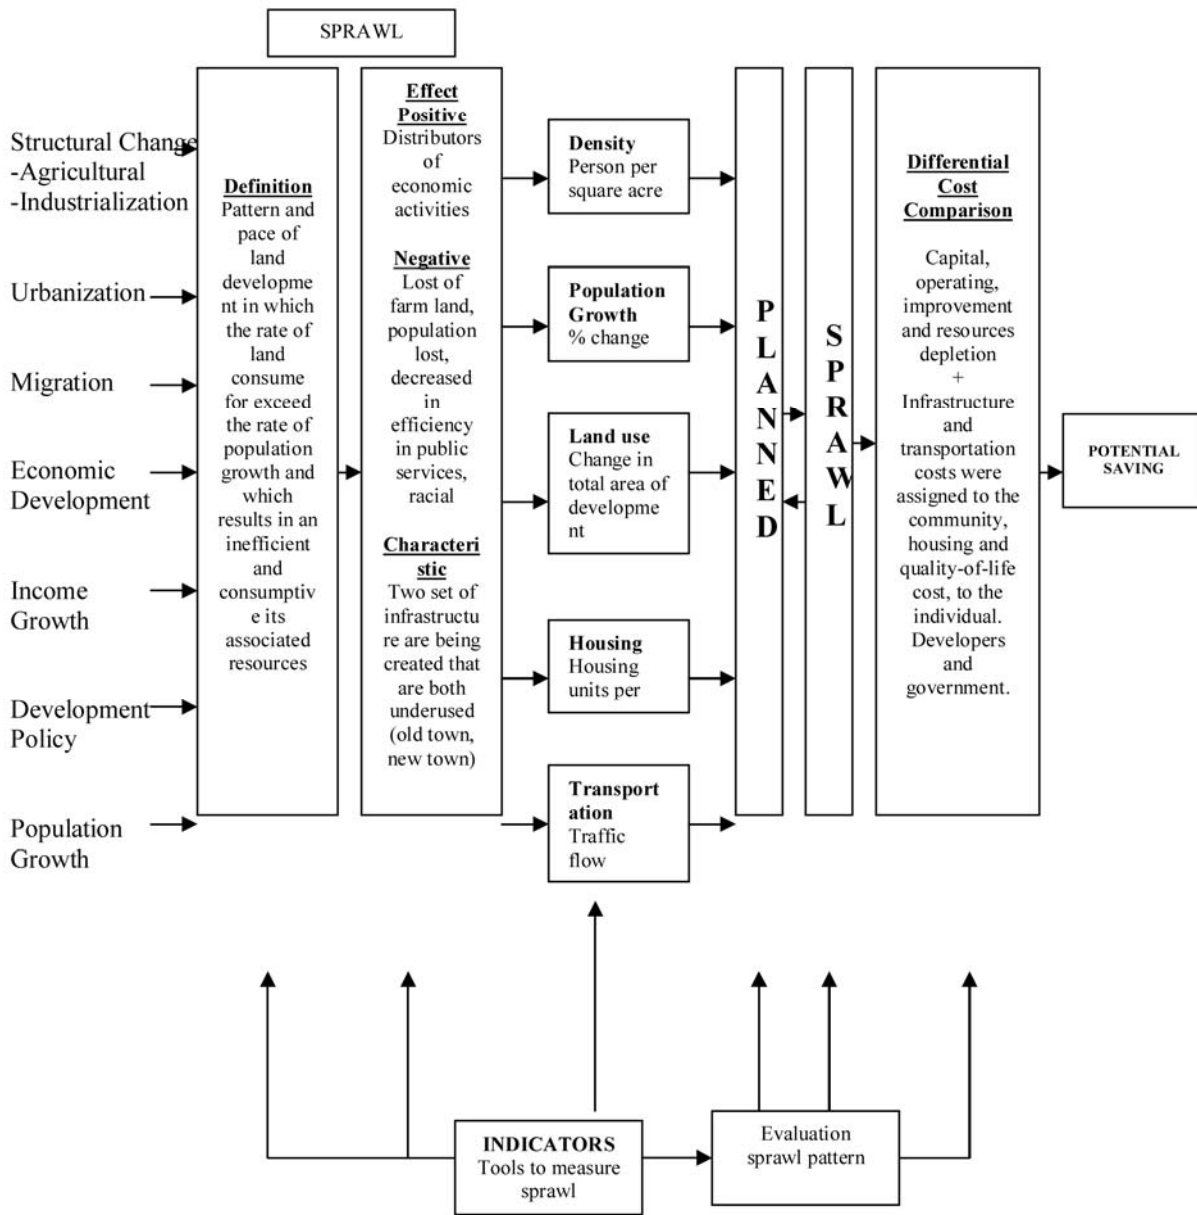 SPRAWL
Structural Change
-Agricultural
-Industrialization
Urbanization
Migration
Economic
Development
Income
Growth
Development
Policy
Population
Growth
Definition
Pattern and
pace of
land
developme
nt in which
the rate of
land
consume
for exceed
the rate of
population
growth and
which
results in an
inefficient
and
consumptiv
e its
associated
resources
Effect
Positive
Distributors
of
economic
activities
Negative
Lost of
farm land,
population
lost,
decreased
in
efficiency
in public
services,
racial
Characteri
stic
Two set of
infrastructu
re are being
created that
are both
underused
(old town,
new town)
Density
Person per
square acre
Population
Growth
% change
Land use
Change in
total area of
developme
nt
Housing
Housing
units per
Transport
ation
Traffic
flow
P
L
A
N
N
E
D
S
P
R
A
W
L
Differential
Cost
Comparison
Capital,
operating,
improvement
and resources
depletion
+
Infrastructure
and
transportation
costs were
assigned to the
community,
housing and
quality-of-life
cost, to the
individual.
Developers
and
government.
POTENTIAL
SAVING
INDICATORS
Tools to measure
sprawl
Evaluation
sprawl pattern